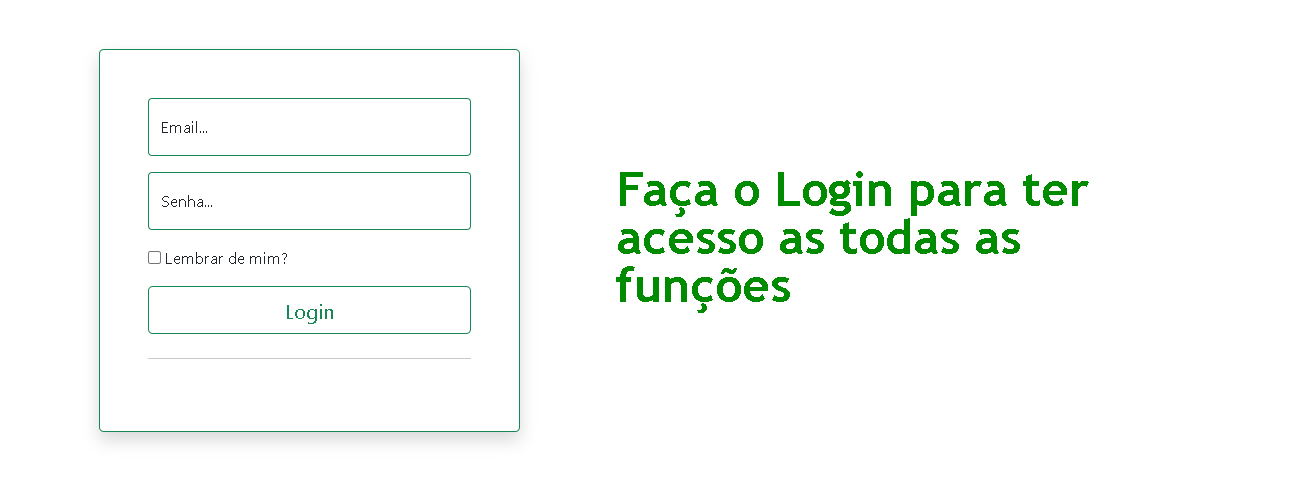 Email...
Senha...
Lembrar de mim?
Login
Faça o Login para ter
acesso as todas as
funções